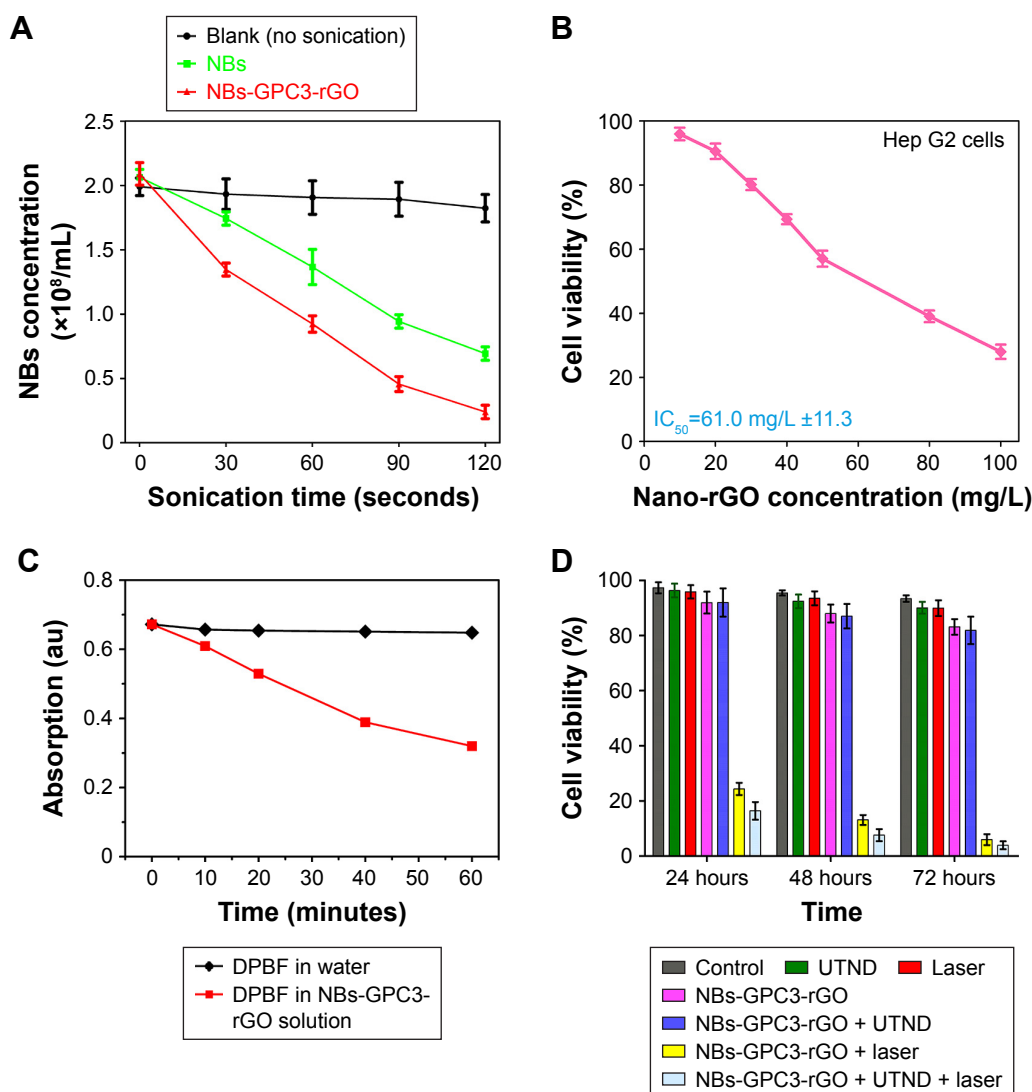 A
Blank (no sonication)
NBs
NBs-GPC3-rGO
2.5
2.0
1.5
1.0
0.5
0
NBs concentration
(×10⁸/mL)
0 30 60 90 120
Sonication time (seconds)
B
100
80
60
40
20
0
Cell viability (%)
Hep G2 cells
IC₅₀=61.0 mg/L ±11.3
0 20 40 60 80 100
Nano-rGO concentration (mg/L)
C
0.8
0.6
0.4
0.2
0
Absorption (au)
0 10 20 30 40 50 60
Time (minutes)
DPBF in water
DPBF in NBs-GPC3-
rGO solution
D
100
80
60
40
20
0
Cell viability (%)
24 hours 48 hours 72 hours
Time
Control UTND Laser
NBs-GPC3-rGO
NBs-GPC3-rGO + UTND
NBs-GPC3-rGO + laser
NBs-GPC3-rGO + UTND + laser